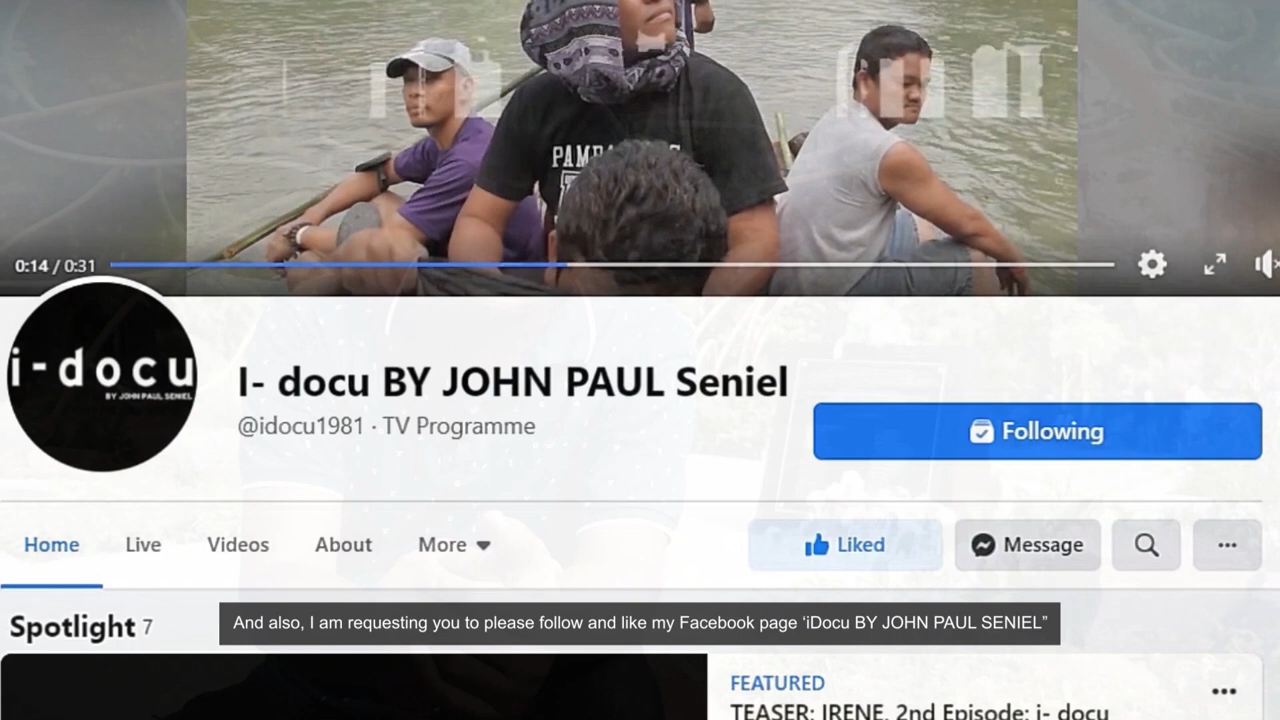 PAMPANGA'S
0:14 / 0:31
i-docu
BY JOHN PAUL SENIEL
I- docu BY JOHN PAUL Seniel
@idocu1981 · TV Programme
Following
Home
Live
Videos
About
More
Liked
Message
Spotlight 7
And also, I am requesting you to please follow and like my Facebook page ‘iDocu BY JOHN PAUL SENIEL”
FEATURED
TEASER: IRENE, 2nd Episode: i- docu